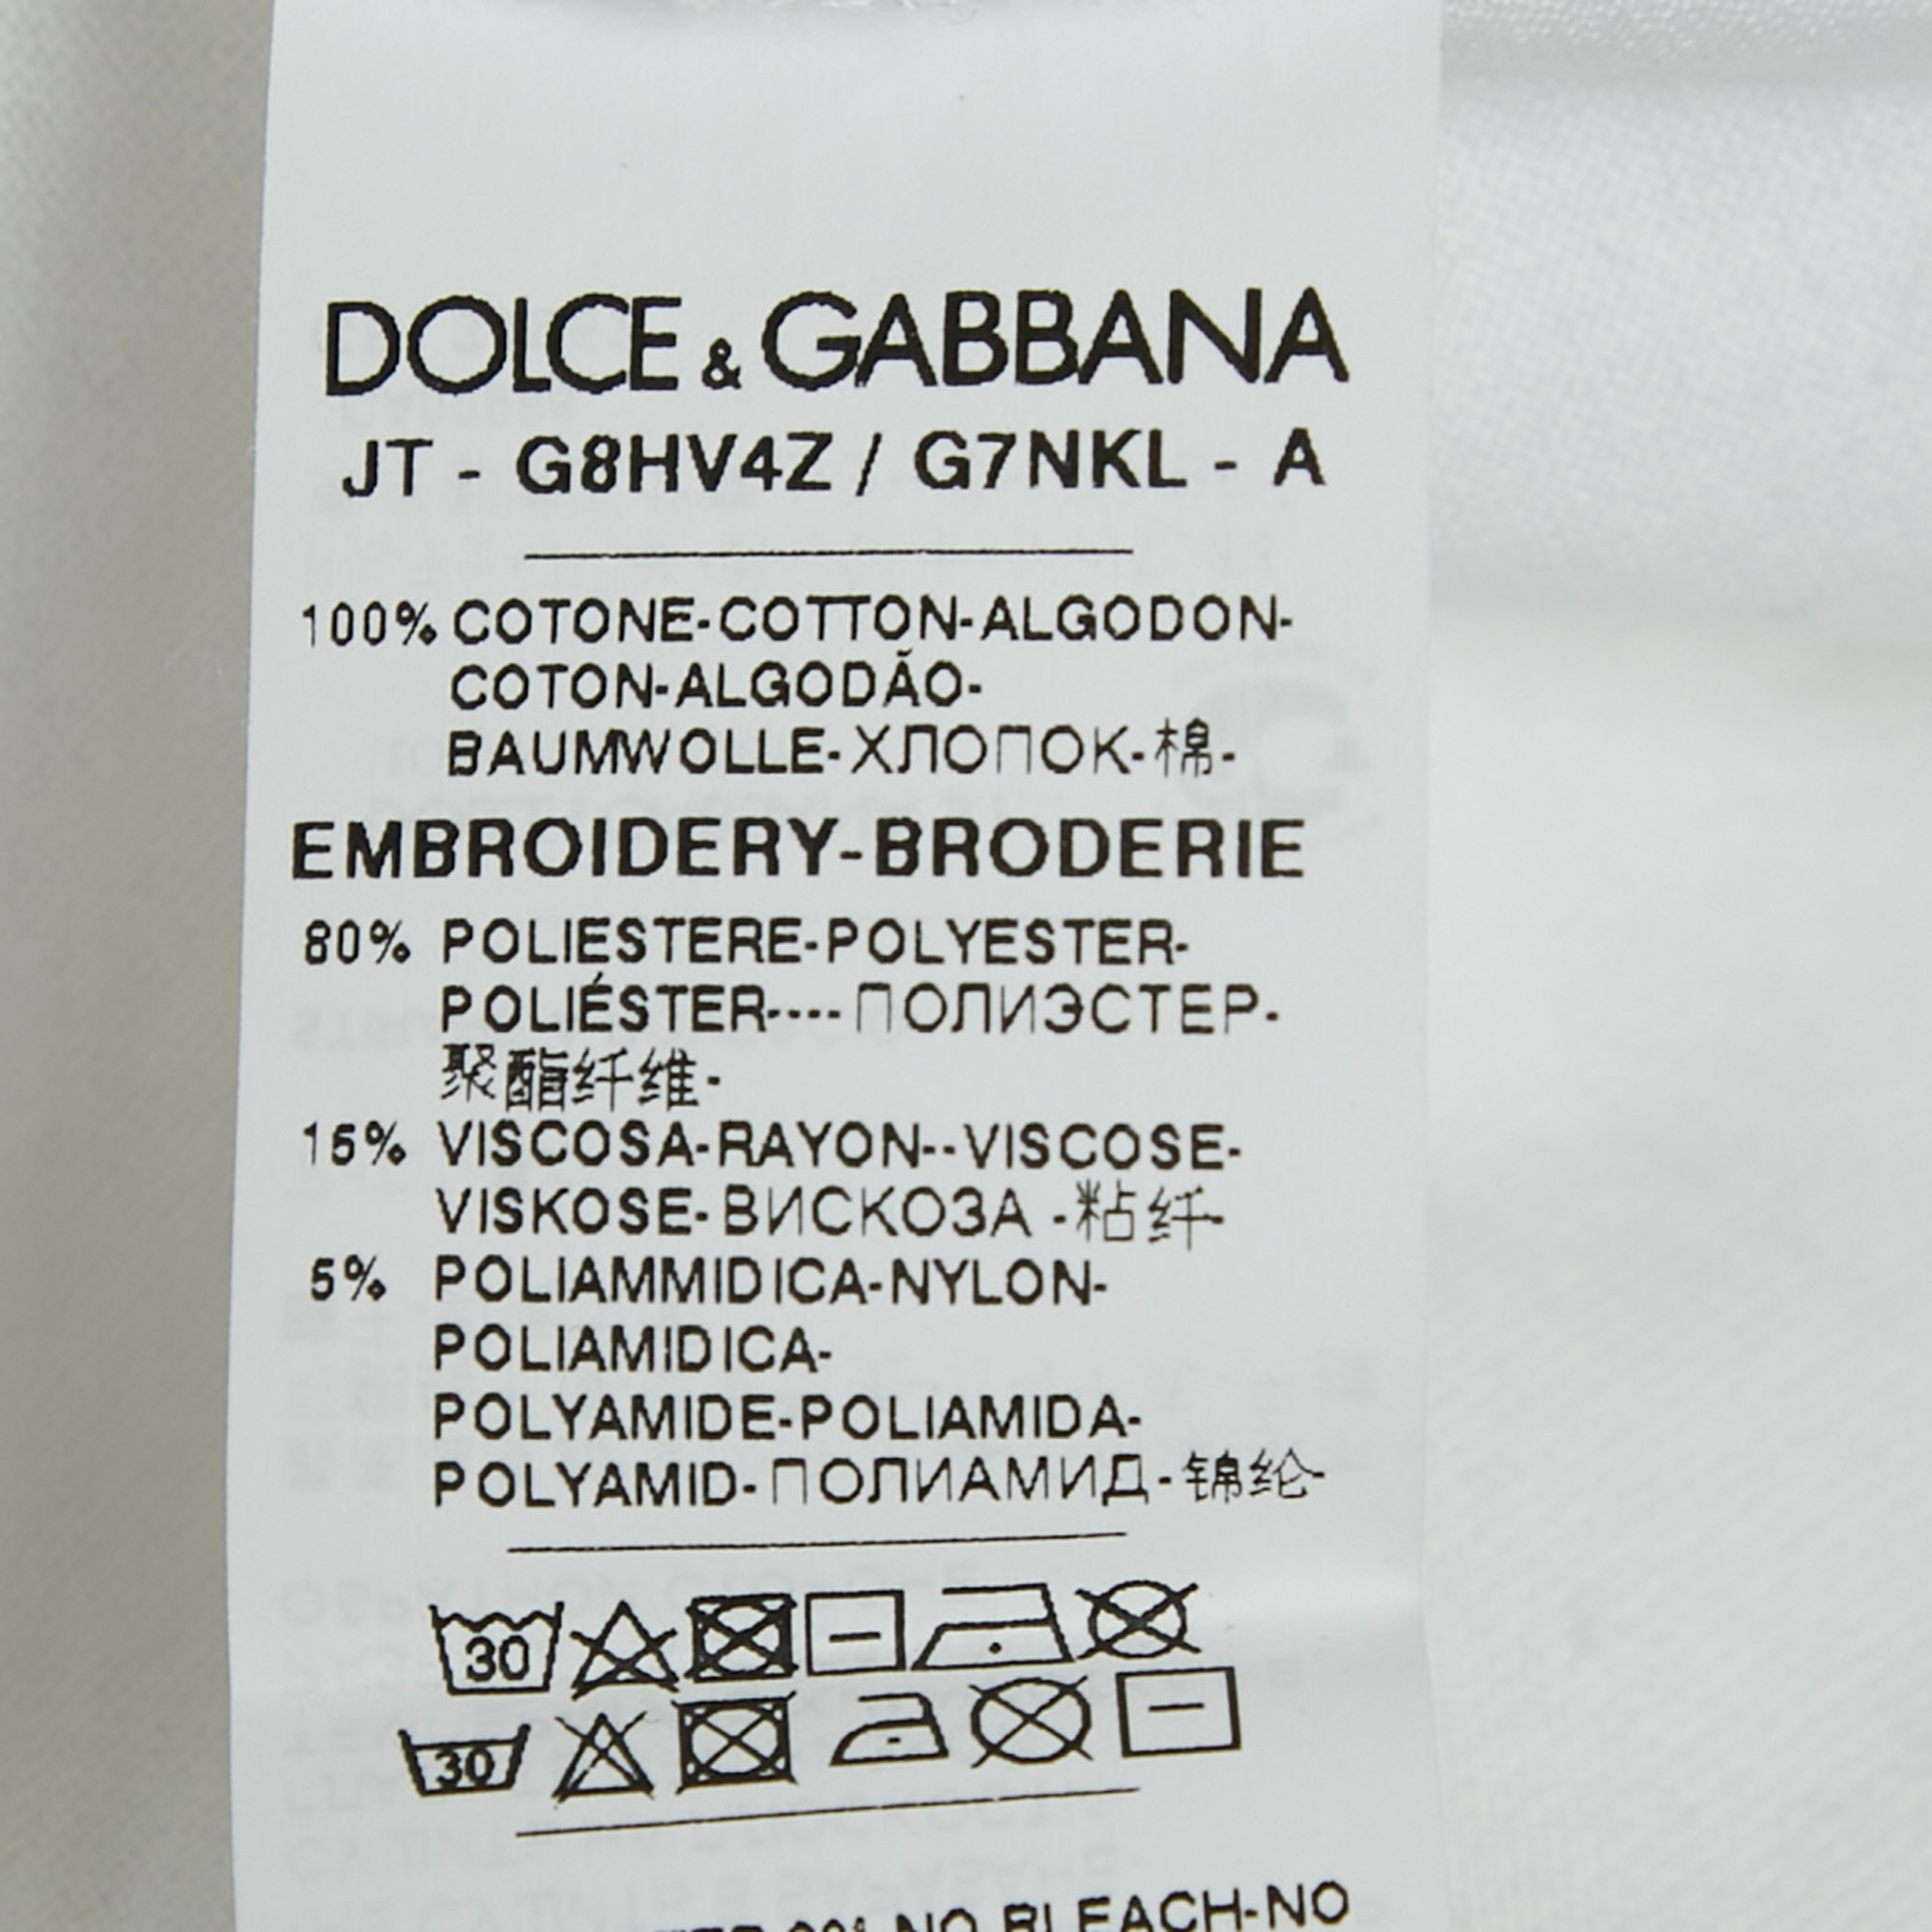 DOLCE & GABBANA
JT - G8HV4Z / G7NKL - A
100% COTONE-COTTON-ALGODON-
COTON-ALGODÃO-
BAUMWOLLE-ХЛОПОК-棉-
EMBROIDERY-BRODERIE
80% POLIESTERE-POLYESTER-
POLIÉSTER----ПОЛИЭСТЕР-
聚酯纤维-
15% VISCOSA-RAYON--VISCOSE-
VISKOSE-ВИСКОЗА -粘纤-
5% POLIAMMIDICA-NYLON-
POLIAMIDICA-
POLYAMIDE-POLIAMIDA-
POLYAMID-ПОЛИАМИД-锦纶-
30
30
NO BLEACH-NO